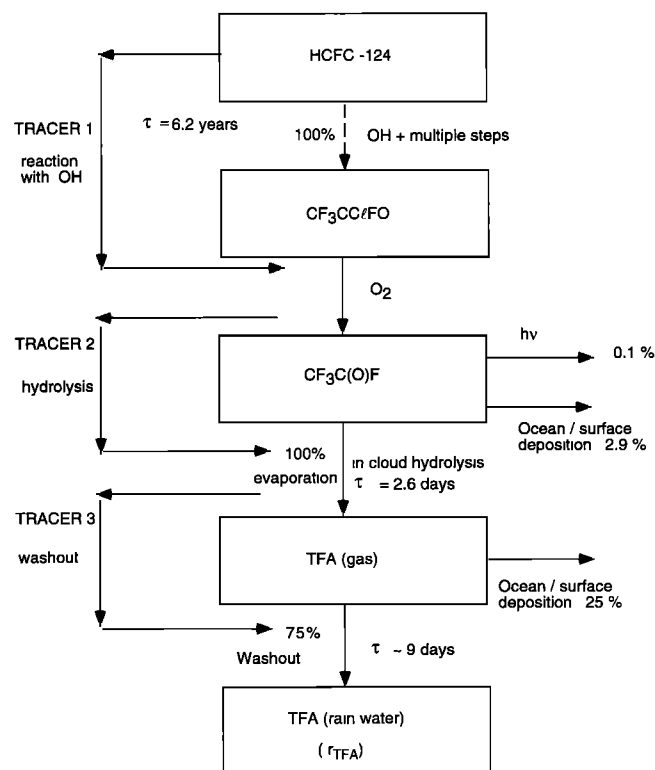 HCFC -124
TRACER 1
reaction
with OH
τ = 6.2 years
100%
OH + multiple steps
CF₃CCℓFO
O₂
TRACER 2
hydrolysis
CF₃C(O)F
hν
0.1 %
Ocean / surface
deposition 2.9 %
100%
evaporation
in cloud hydrolysis
τ = 2.6 days
TRACER 3
washout
TFA (gas)
Ocean / surface
deposition 25 %
75%
Washout
τ ~ 9 days
TFA (rain water)
( r_TFA )